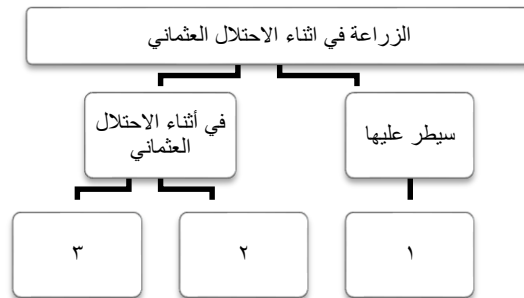 الزراعة في اثناء الاحتلال العثماني
سيطر عليها
في أثناء الاحتلال
العثماني
١
٢
٣